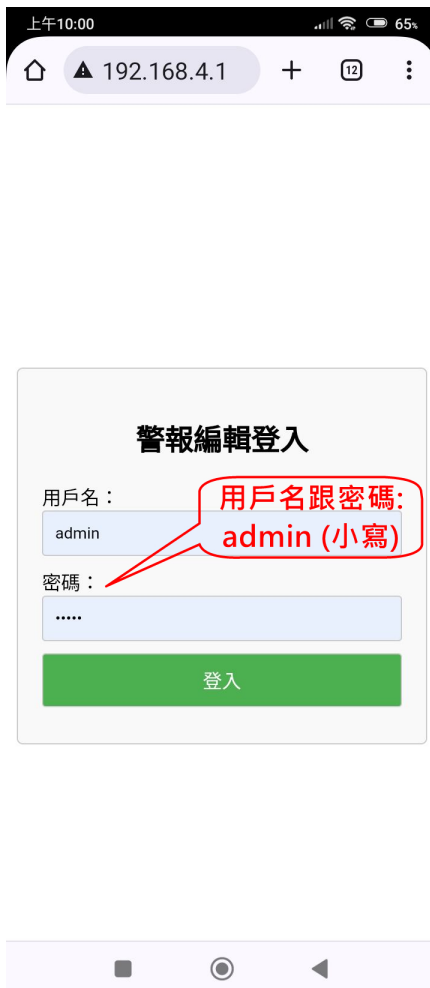 上午10:00
65%
192.168.4.1
12
警報編輯登入
用戶名：
用戶名跟密碼:
admin
admin (小寫)
密碼：
•••••
登入